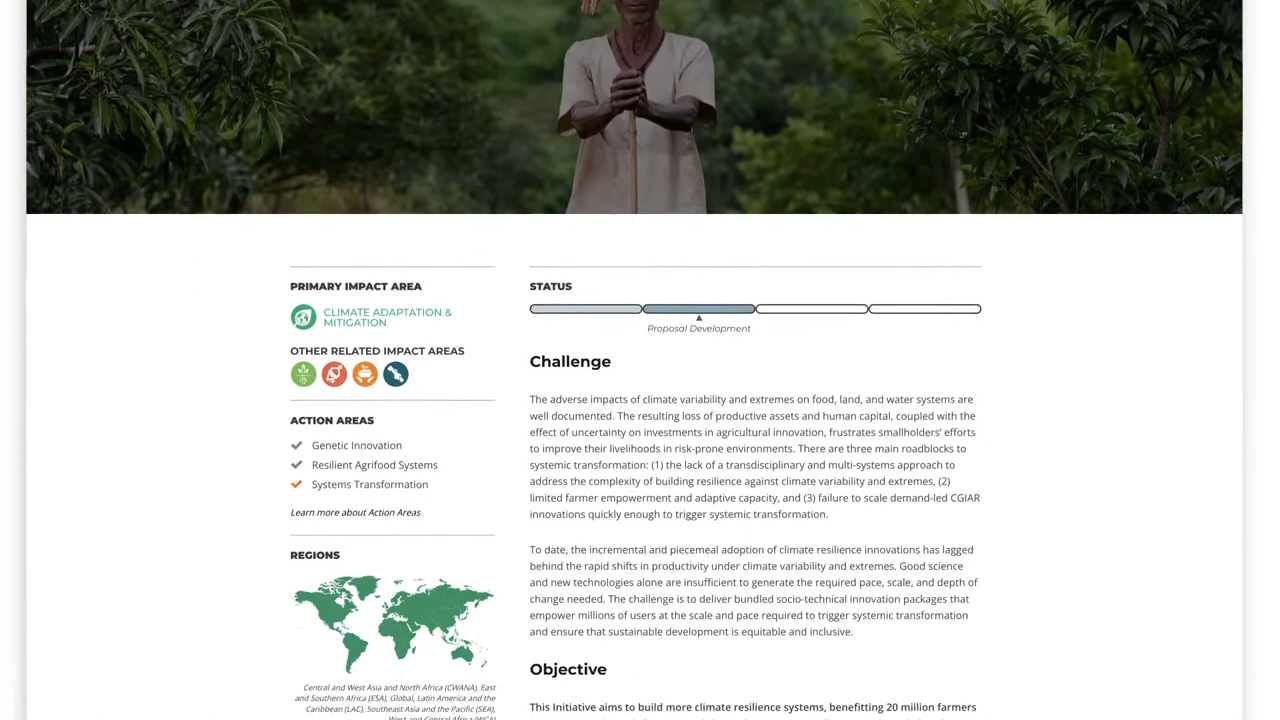 PRIMARY IMPACT AREA
CLIMATE ADAPTATION &
MITIGATION
OTHER RELATED IMPACT AREAS
ACTION AREAS
Genetic Innovation
Resilient Agrifood Systems
Systems Transformation
Learn more about Action Areas
REGIONS
Central and West Asia and North Africa (CWANA), East
and Southern Africa (ESA), Global, Latin America and the
Caribbean (LAC), Southeast Asia and the Pacific (SEA),
West and Central Africa (WCA)
STATUS
Proposal Development
Challenge
The adverse impacts of climate variability and extremes on food, land, and water systems are
well documented. The resulting loss of productive assets and human capital, coupled with the
effect of uncertainty on investments in agricultural innovation, frustrates smallholders' efforts
to improve their livelihoods in risk-prone environments. There are three main roadblocks to
systemic transformation: (1) the lack of a transdisciplinary and multi-systems approach to
address the complexity of building resilience against climate variability and extremes, (2)
limited farmer empowerment and adaptive capacity, and (3) failure to scale demand-led CGIAR
innovations quickly enough to trigger systemic transformation.
To date, the incremental and piecemeal adoption of climate resilience innovations has lagged
behind the rapid shifts in productivity under climate variability and extremes. Good science
and new technologies alone are insufficient to generate the required pace, scale, and depth of
change needed. The challenge is to deliver bundled socio-technical innovation packages that
empower millions of users at the scale and pace required to trigger systemic transformation
and ensure that sustainable development is equitable and inclusive.
Objective
This Initiative aims to build more climate resilience systems, benefitting 20 million farmers